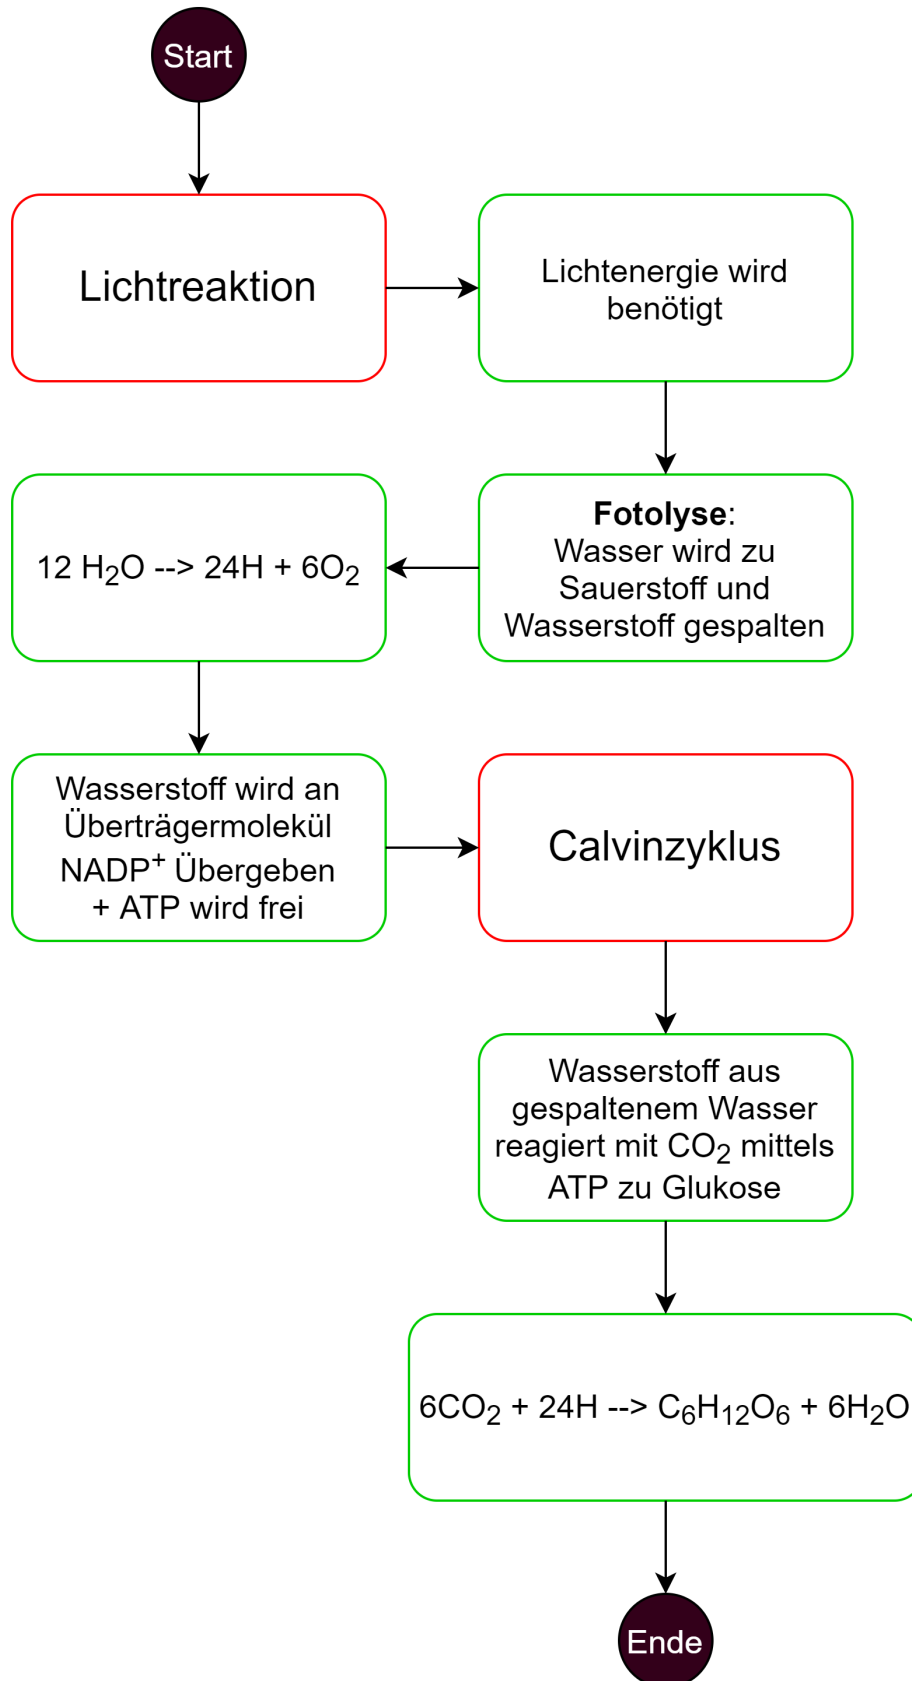 Start
Lichtreaktion
Lichtenergie wird
benötigt
Fotolyse:
Wasser wird zu
Sauerstoff und
Wasserstoff gespalten
12 H₂O --> 24H + 6O₂
Wasserstoff wird an
Überträgermolekül
NADP⁺ Übergeben
+ ATP wird frei
Calvinzyklus
Wasserstoff aus
gespaltenem Wasser
reagiert mit CO₂ mittels
ATP zu Glukose
6CO₂ + 24H --> C₆H₁₂O₆ + 6H₂O
Ende